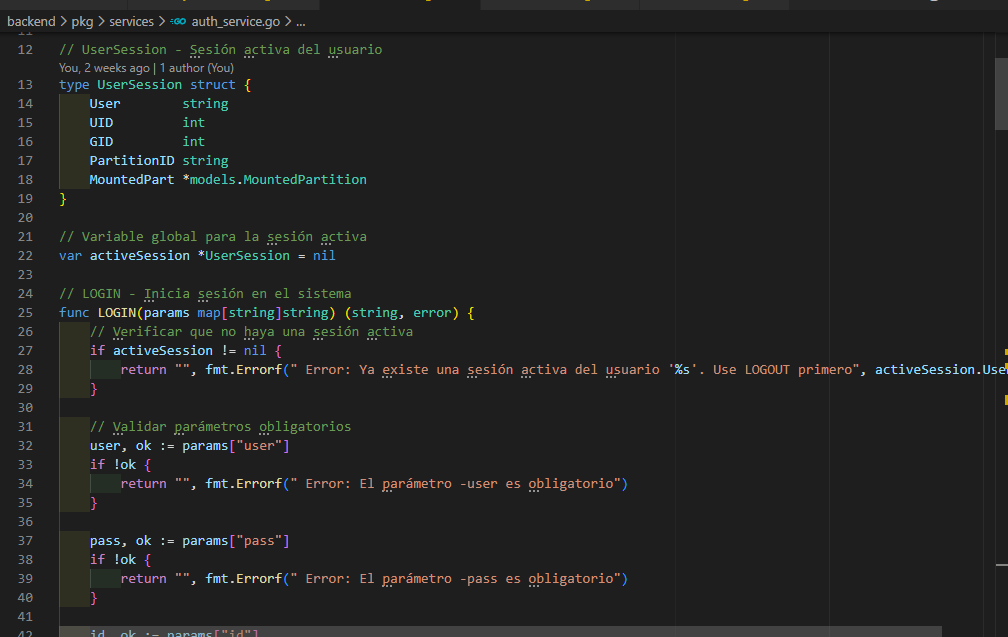 backend > pkg > services > GO auth_service.go > ...
11
12 // UserSession - Sesión activa del usuario
You, 2 weeks ago | 1 author (You)
13 type UserSession struct {
14     User        string
15     UID         int
16     GID         int
17     PartitionID string
18     MountedPart *models.MountedPartition
19 }
20
21 // Variable global para la sesión activa
22 var activeSession *UserSession = nil
23
24 // LOGIN - Inicia sesión en el sistema
25 func LOGIN(params map[string]string) (string, error) {
26     // Verificar que no haya una sesión activa
27     if activeSession != nil {
28         return "", fmt.Errorf(" Error: Ya existe una sesión activa del usuario '%s'. Use LOGOUT primero", activeSession.Use
29     }
30
31     // Validar parámetros obligatorios
32     user, ok := params["user"]
33     if !ok {
34         return "", fmt.Errorf(" Error: El parámetro -user es obligatorio")
35     }
36
37     pass, ok := params["pass"]
38     if !ok {
39         return "", fmt.Errorf(" Error: El parámetro -pass es obligatorio")
40     }
41
42     id, ok := params["id"]